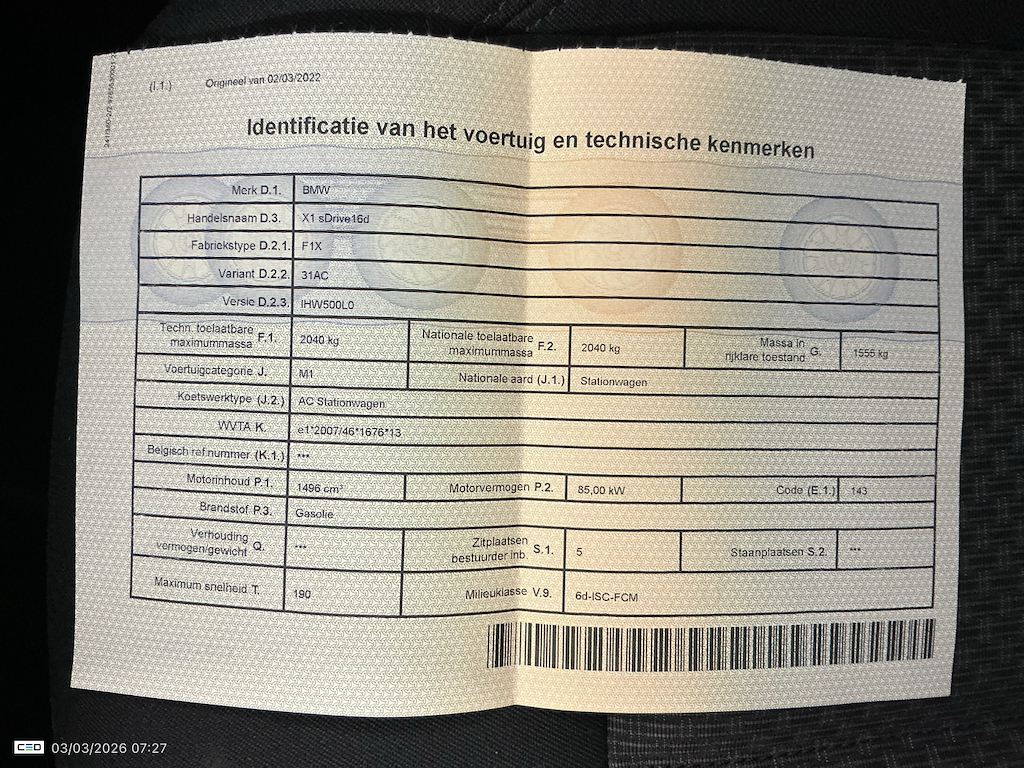 (I.1.) Origineel van 02/03/2022
Identificatie van het voertuig en technische kenmerken
Merk D.1. BMW
Handelsnaam D.3. X1 sDrive16d
Fabriekstype D.2.1. F1X
Variant D.2.2. 31AC
Versie D.2.3. IHW500L0
Techn. toelaatbare maximummassa F.1. 2040 kg Nationale toelaatbare maximummassa F.2. 2040 kg Massa in rijklare toestand G. 1555 kg
Voertuigcategorie J. M1 Nationale aard (J.1.) Stationwagen
Koetswerktype (J.2.) AC Stationwagen
WVTA K. e1*2007/46*1676*13
Belgisch ref.nummer (K.1.) ***
Motorinhoud P.1. 1496 cm³ Motorvermogen P.2. 85,00 kW Code (E.1.) 143
Brandstof P.3. Gasolie
Verhouding vermogen/gewicht Q. *** Zitplaatsen bestuurder inb. S.1. 5 Staanplaatsen S.2. ***
Maximum snelheid T. 190 Milieuklasse V.9. 6d-ISC-FCM
CEO 03/03/2026 07:27